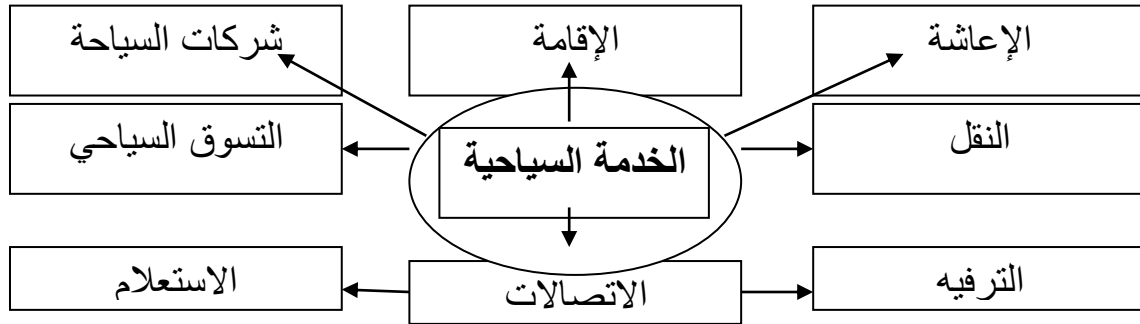 الإعاشة
الإقامة
شركات السياحة
النقل
الخدمة السياحية
التسوق السياحي
الترفيه
الاتصالات
الاستعلام